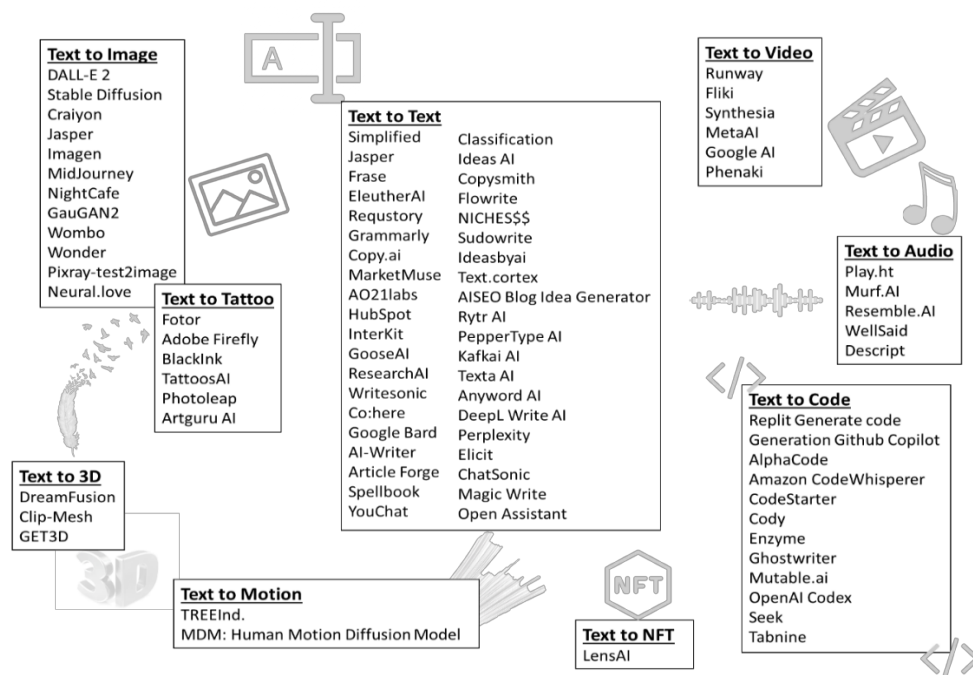 Text to Image
DALL-E 2
Stable Diffusion
Craiyon
Jasper
Imagen
MidJourney
NightCafe
GauGAN2
Wombo
Wonder
Pixray-test2image
Neural.love
A
Text to Text
Simplified
Jasper
Frase
EleutherAI
Requstory
Grammarly
Copy.ai
MarketMuse
AO21labs
HubSpot
InterKit
GooseAI
ResearchAI
Writesonic
Co:here
Google Bard
AI-Writer
Article Forge
Spellbook
YouChat
Classification
Ideas AI
Copysmith
Flowrite
NICHES$$
Sudowrite
Ideasbyai
Text.cortex
AISEO Blog Idea Generator
Rytr AI
PepperType AI
Kafkai AI
Texta AI
Anyword AI
DeepL Write AI
Perplexity
Elicit
ChatSonic
Magic Write
Open Assistant
Text to Video
Runway
Fliki
Synthesia
MetaAI
Google AI
Phenaki
Text to Audio
Play.ht
Murf.AI
Resemble.AI
WellSaid
Descript
Text to Tattoo
Fotor
Adobe Firefly
BlackInk
TattoosAI
Photoleap
Artguru AI
</>
Text to Code
Replit Generate code
Generation Github Copilot
AlphaCode
Amazon CodeWhisperer
CodeStarter
Cody
Enzyme
Ghostwriter
Mutable.ai
OpenAI Codex
Seek
Tabnine
</>
Text to 3D
DreamFusion
Clip-Mesh
GET3D
3D
Text to Motion
TREEInd.
MDM: Human Motion Diffusion Model
NFT
Text to NFT
LensAI